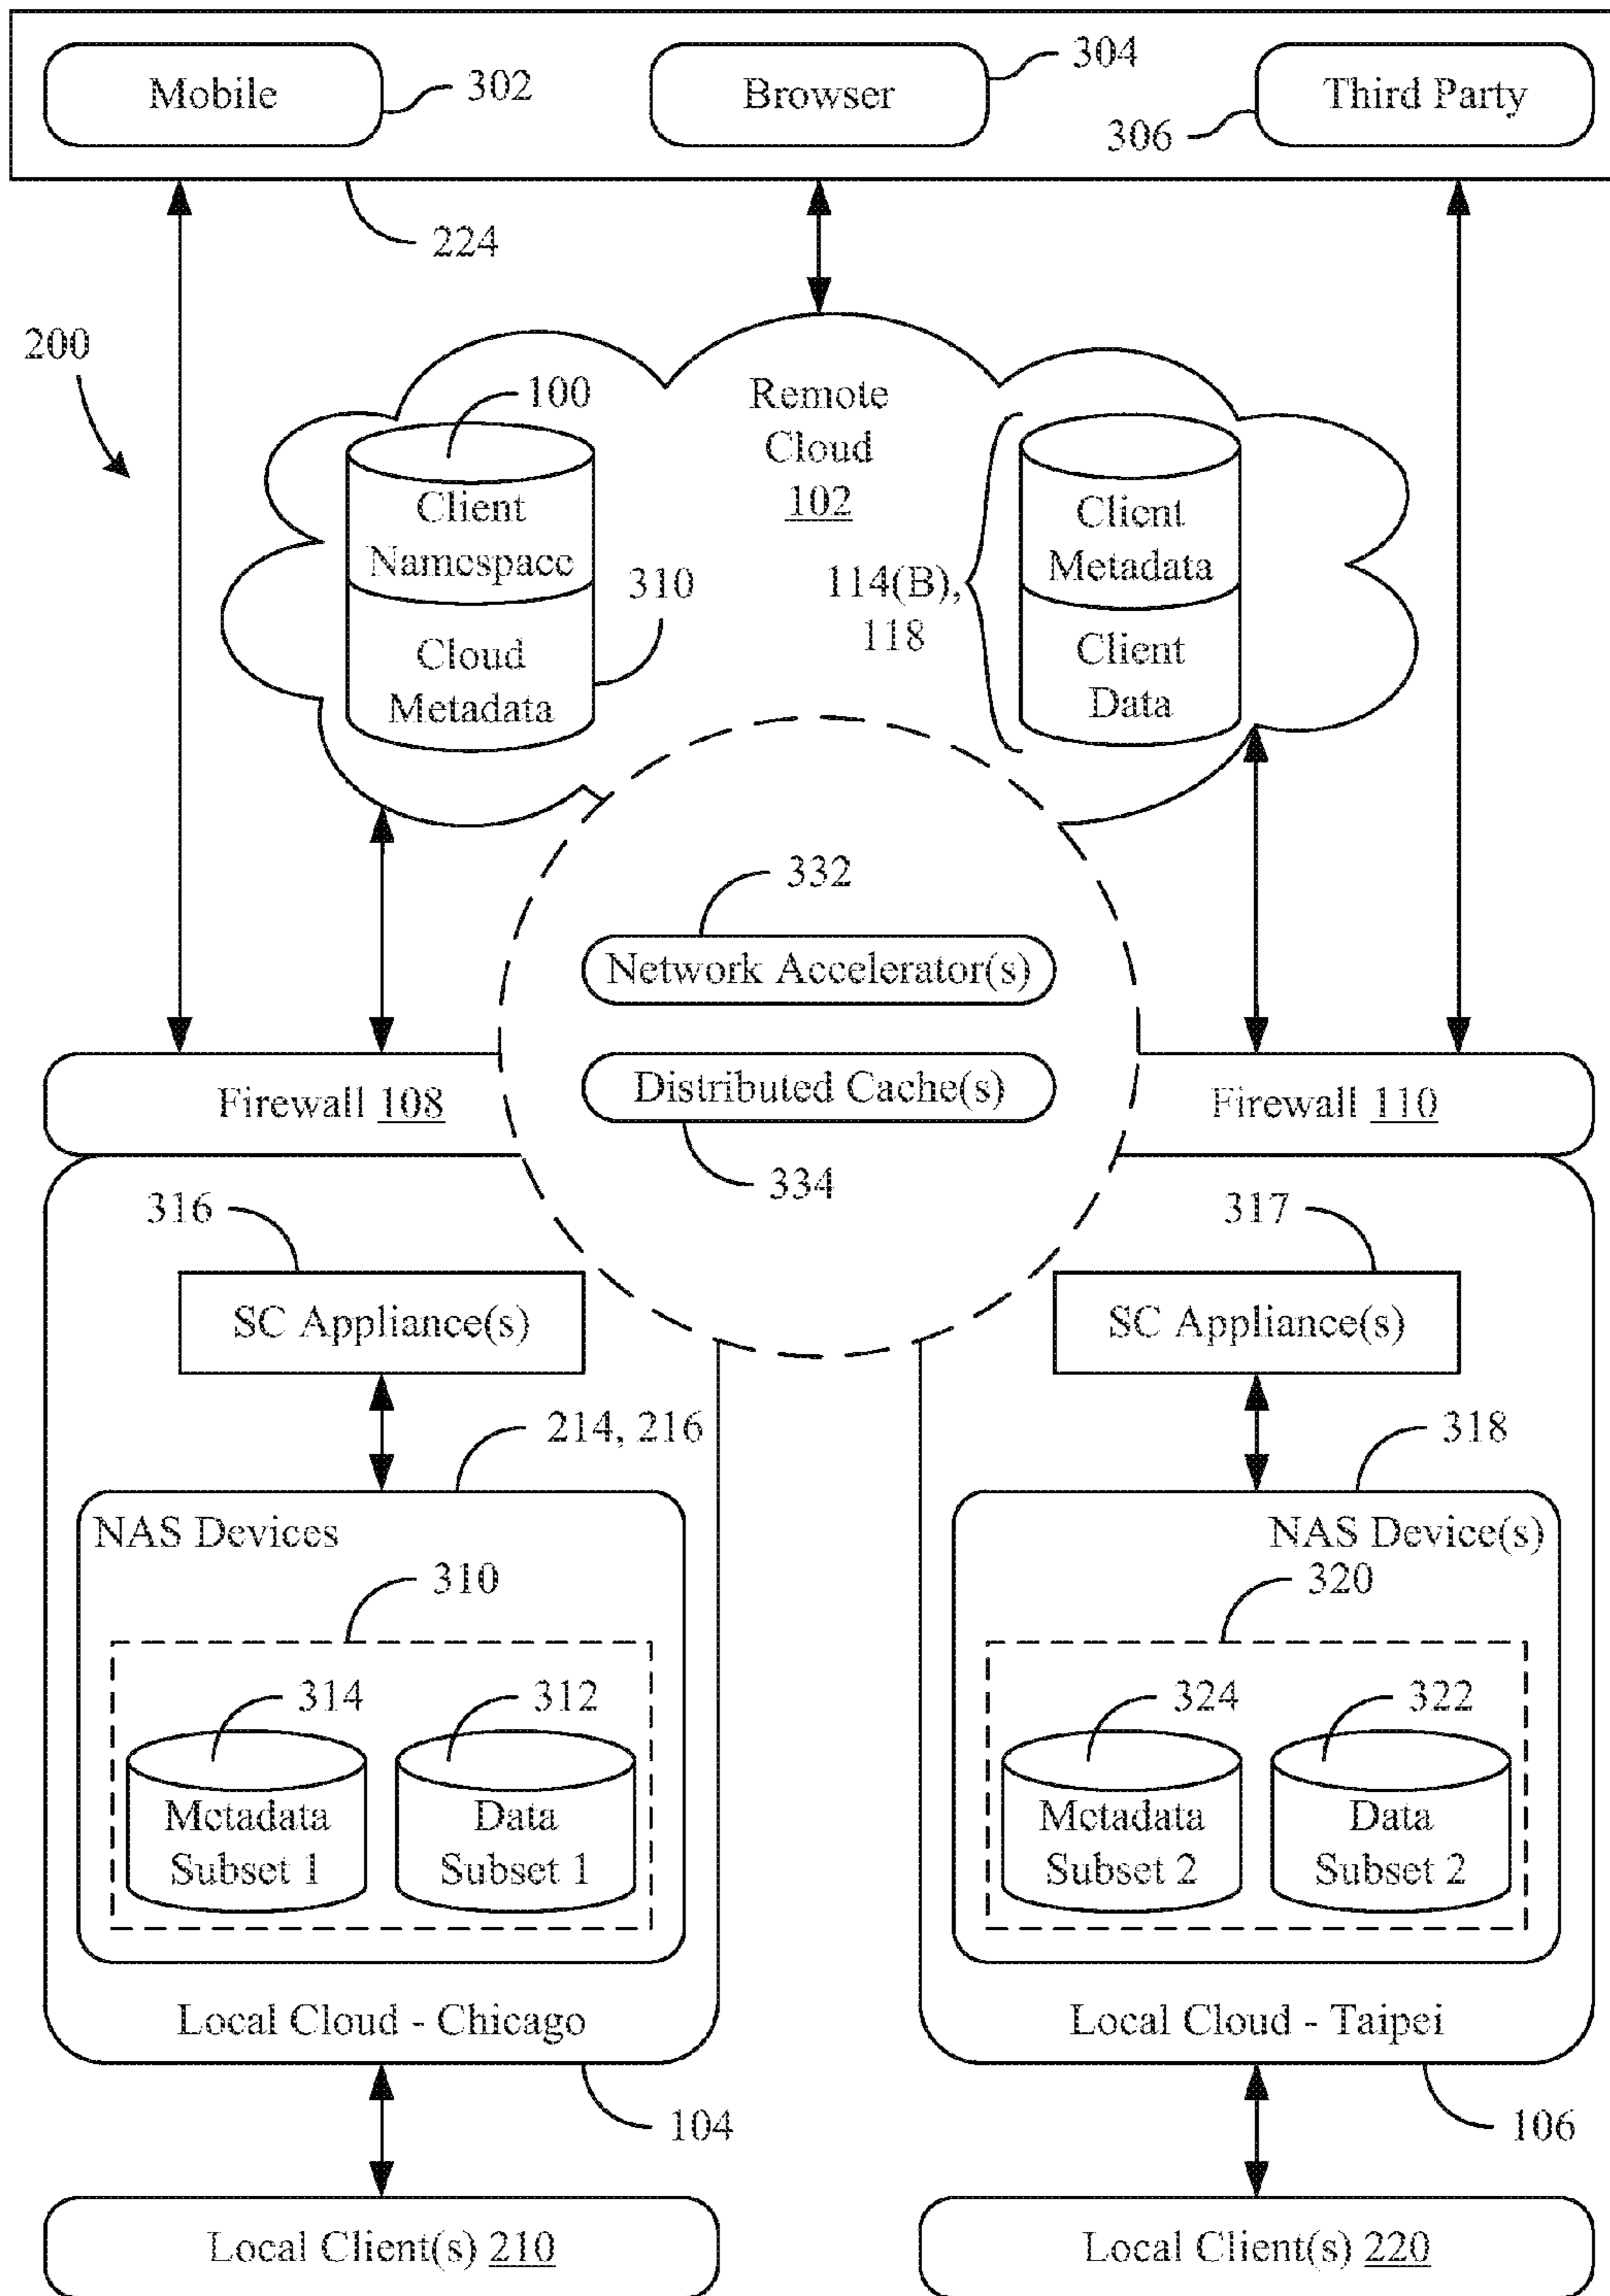 Mobile
302
Browser
304
Third Party
306
224
200
100
Client
Namespace
310
Cloud
Metadata
Remote
Cloud
102
114(B),
118
Client
Metadata
Client
Data
332
Network Accelerator(s)
Distributed Cache(s)
334
Firewall 108
Firewall 110
316
SC Appliance(s)
317
SC Appliance(s)
214, 216
NAS Devices
310
314
312
Metadata
Subset 1
Data
Subset 1
Local Cloud - Chicago
104
318
NAS Device(s)
320
324
322
Metadata
Subset 2
Data
Subset 2
Local Cloud - Taipei
106
Local Client(s) 210
Local Client(s) 220